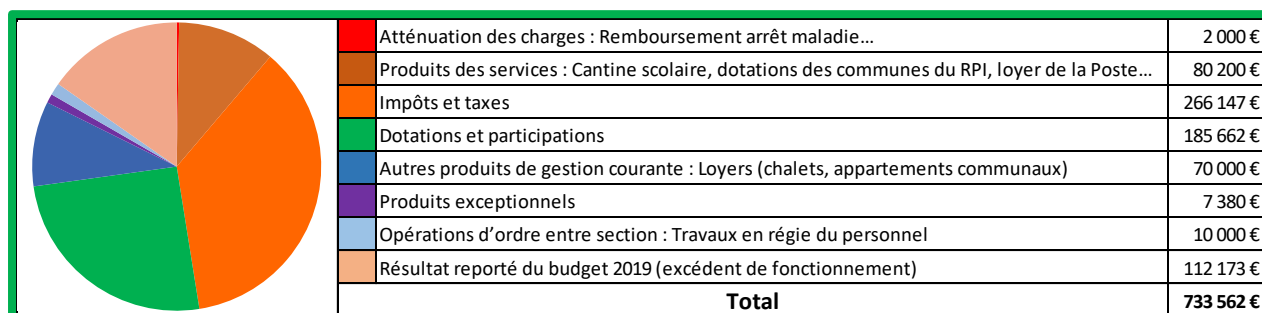 Atténuation des charges : Remboursement arrêt maladie… 2 000 €
Produits des services : Cantine scolaire, dotations des communes du RPI, loyer de la Poste… 80 200 €
Impôts et taxes 266 147 €
Dotations et participations 185 662 €
Autres produits de gestion courante : Loyers (chalets, appartements communaux) 70 000 €
Produits exceptionnels 7 380 €
Opérations d’ordre entre section : Travaux en régie du personnel 10 000 €
Résultat reporté du budget 2019 (excédent de fonctionnement) 112 173 €
Total 733 562 €